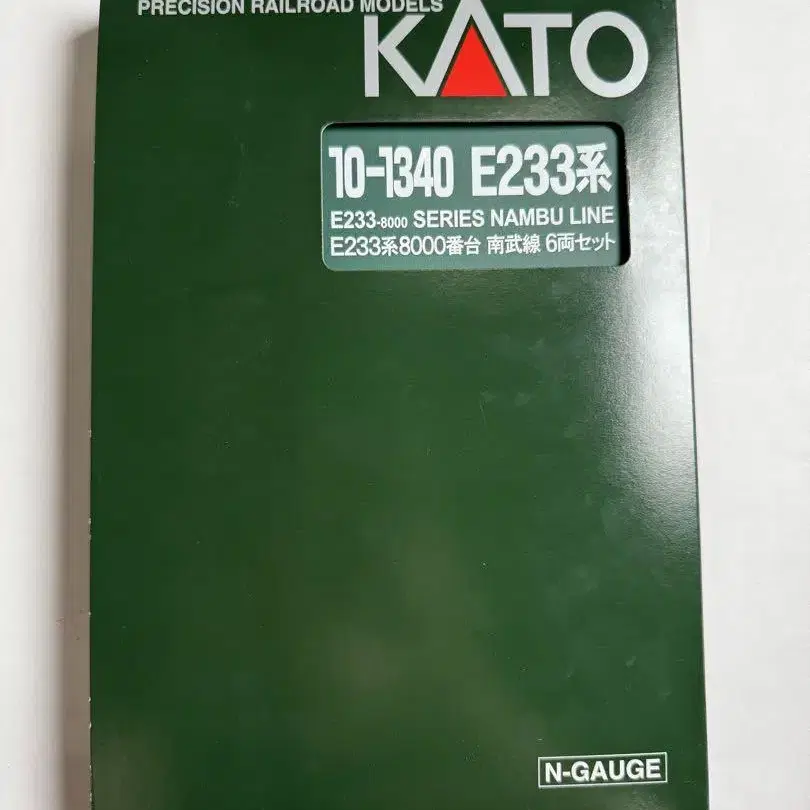 PRECISION RAILROAD MODELS
KATO
10-1340 E233系
E233-8000 SERIES NAMBU LINE
E233系8000番台 南武線 6両セット
N-GAUGE